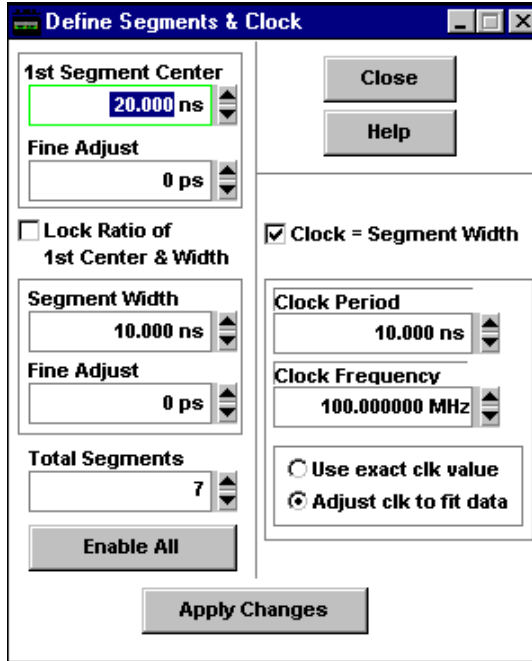 Define Segments & Clock
1st Segment Center
20.000 ns
Fine Adjust
0 ps
Lock Ratio of
1st Center & Width
Segment Width
10.000 ns
Fine Adjust
0 ps
Total Segments
7
Enable All
Close
Help
Clock = Segment Width
Clock Period
10.000 ns
Clock Frequency
100.000000 MHz
Use exact clk value
Adjust clk to fit data
Apply Changes